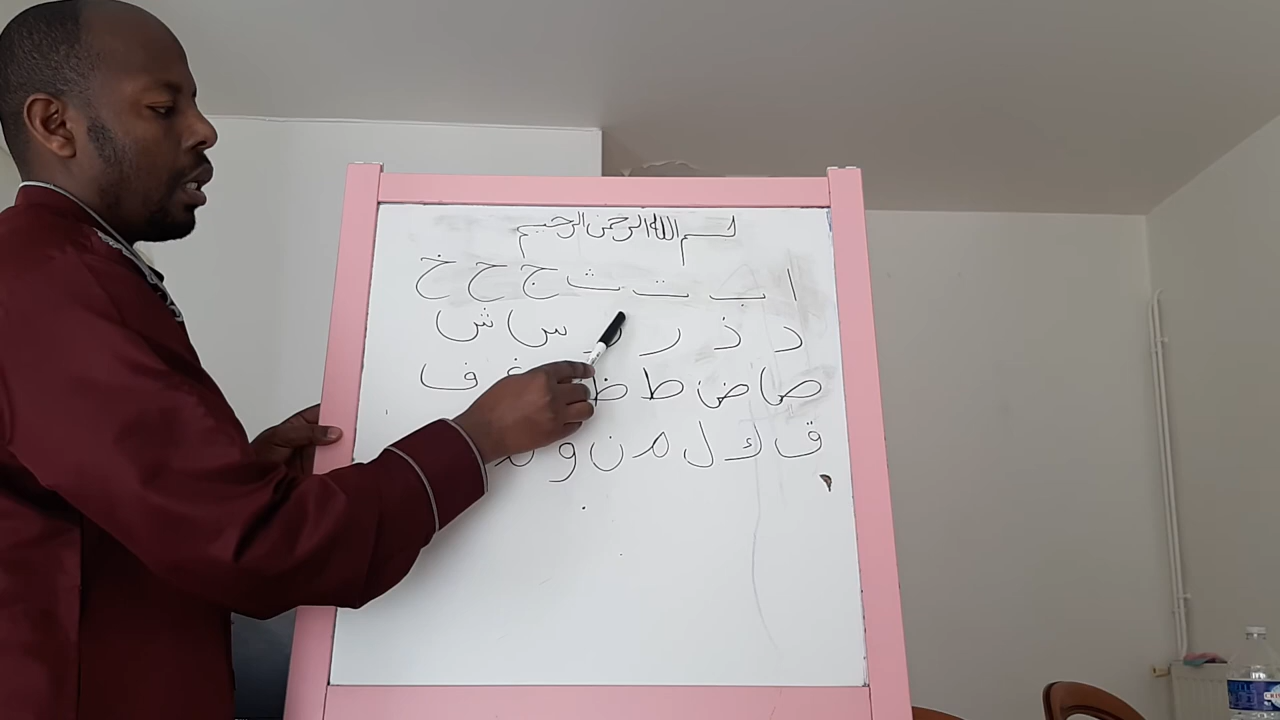 بسم الله الرحمن الرحيم
ا ب ت ث ج ح خ
د ذ ر س ش
ص ض ط ظ ف
ق ك ل م ن و